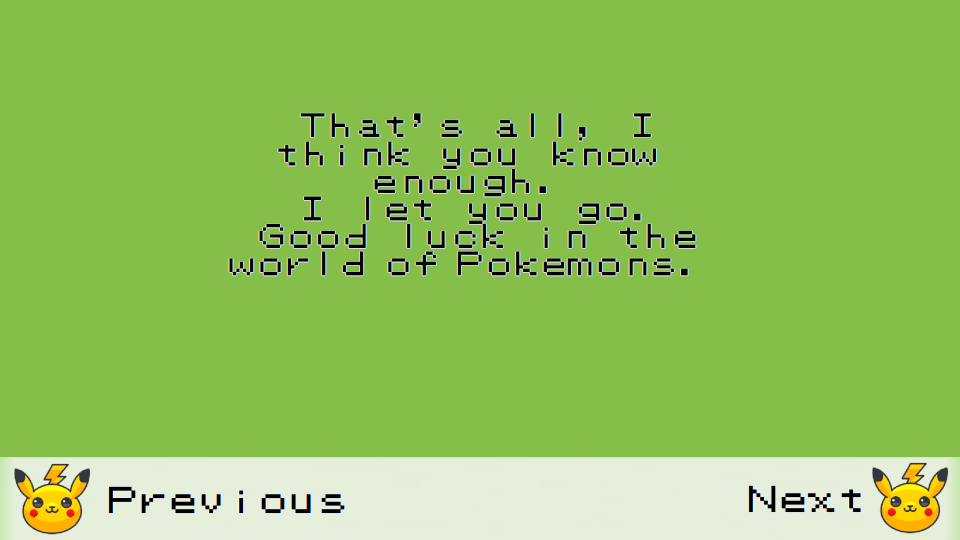 That's all, I
think you know
enough.
I let you go.
Good luck in the
world of Pokemons.
Previous
Next